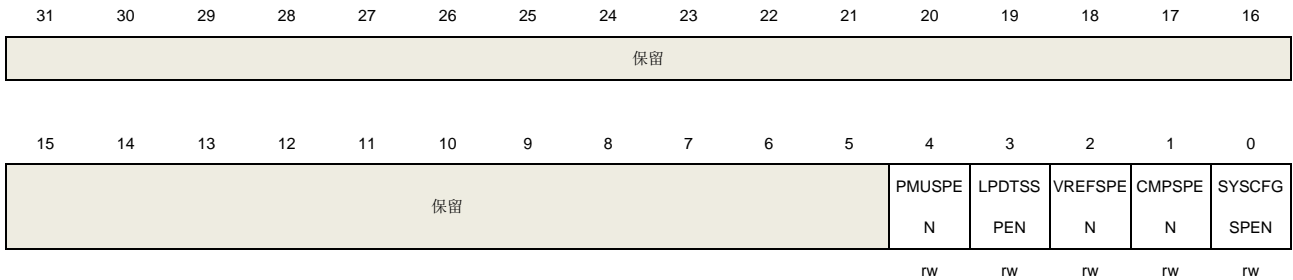 31 30 29 28 27 26 25 24 23 22 21 20 19 18 17 16
保留
15 14 13 12 11 10 9 8 7 6 5 4 3 2 1 0
保留
PMUSPE LPDTSS VREFSPE CMPSPE SYSCFG
N PEN N N SPEN
rw rw rw rw rw